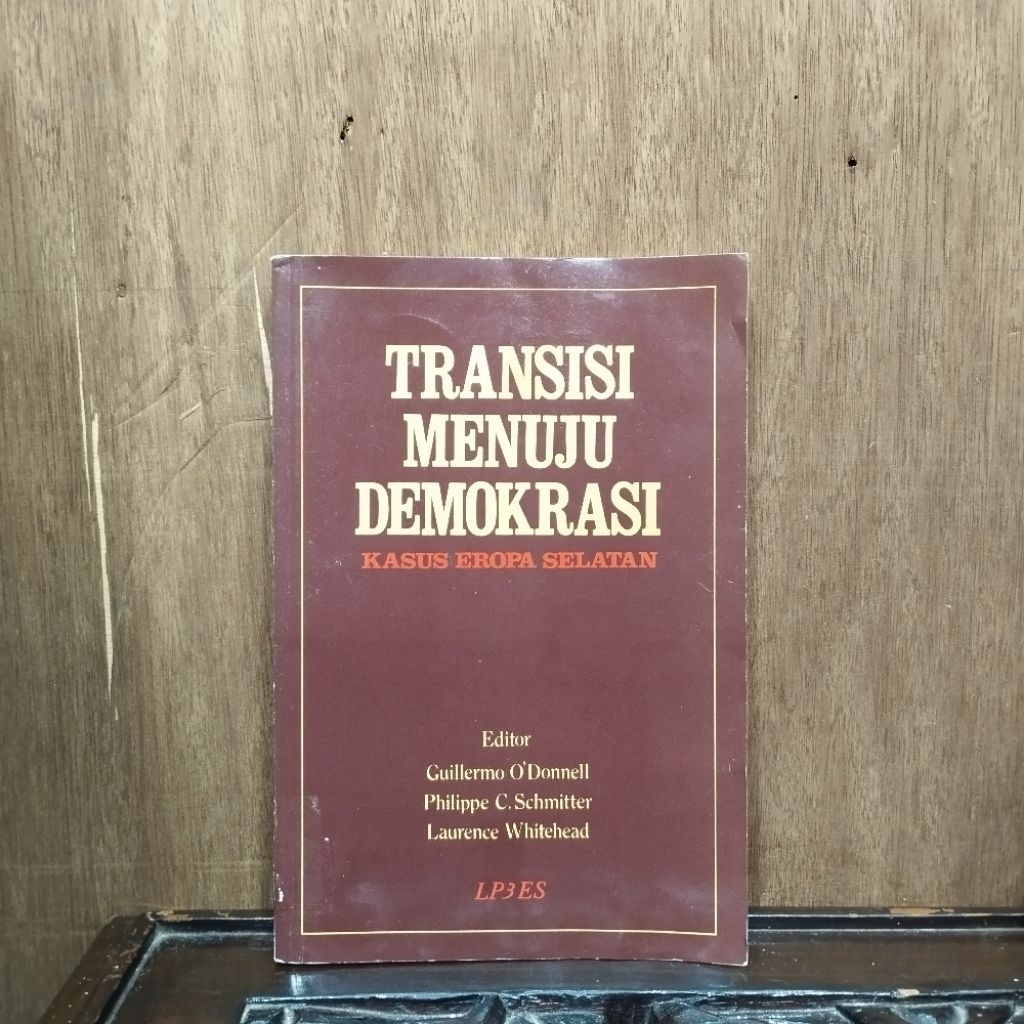 TRANSISI
MENUJU
DEMOKRASI
KASUS EROPA SELATAN
Editor
Guillermo O'Donnell
Philippe C. Schmitter
Laurence Whitehead
LP3ES